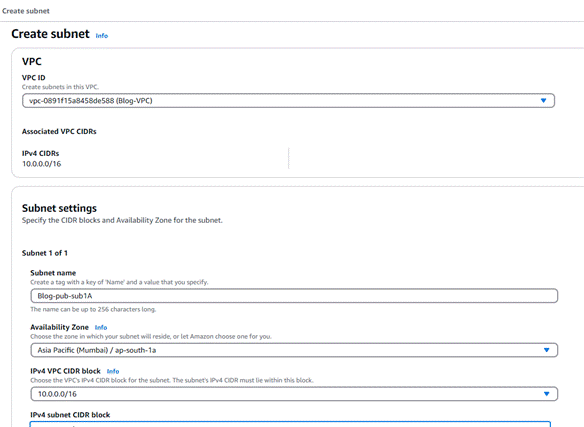 Create subnet
Create subnet Info
VPC
VPC ID
Create subnets in this VPC.
vpc-0891f15a8458de588 (Blog-VPC)
Associated VPC CIDRs
IPv4 CIDRs
10.0.0.0/16
Subnet settings
Specify the CIDR blocks and Availability Zone for the subnet.
Subnet 1 of 1
Subnet name
Create a tag with a key of 'Name' and a value that you specify.
Blog-pub-sub1A
The name can be up to 256 characters long.
Availability Zone Info
Choose the zone in which your subnet will reside, or let Amazon choose one for you.
Asia Pacific (Mumbai) / ap-south-1a
IPv4 VPC CIDR block Info
Choose the VPC's IPv4 CIDR block for the subnet. The subnet's IPv4 CIDR must lie within this block.
10.0.0.0/16
IPv4 subnet CIDR block